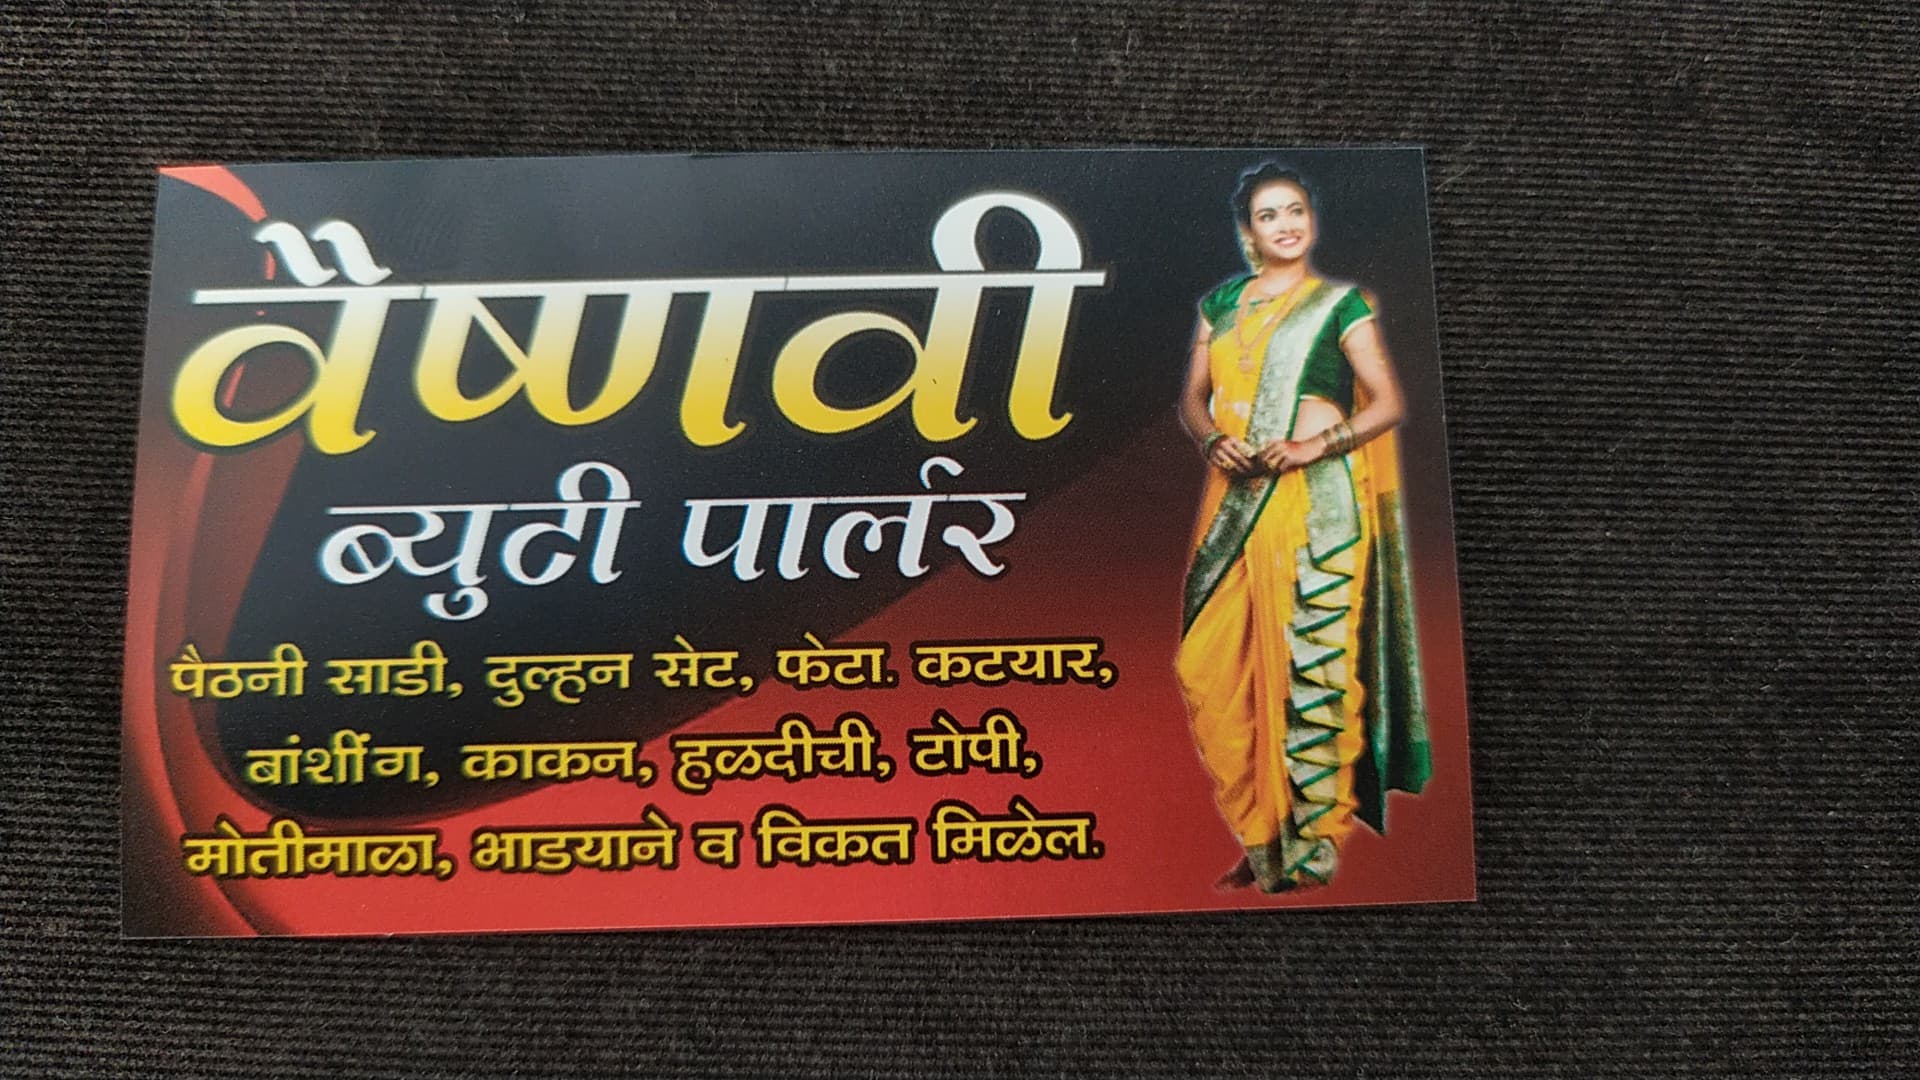 वैष्णवी
ब्युटी पार्लर
पैठनी साडी, दुल्हन सेट, फेटा. कटयार,
बांशींग, काकन, हळदीची, टोपी,
मोतीमाळा, भाडयाने व विकत मिळेल.